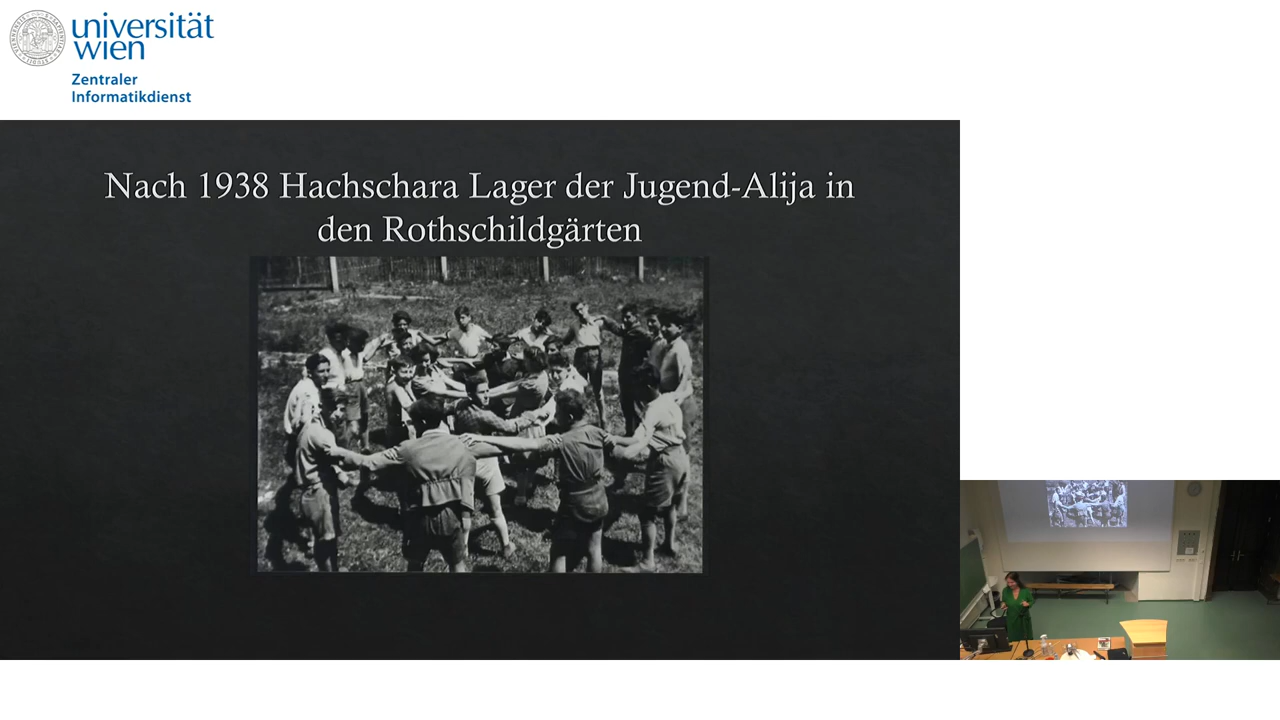 universität
wien
Zentraler
Informatikdienst
Nach 1938 Hachschara Lager der Jugend-Alija in
den Rothschildgärten